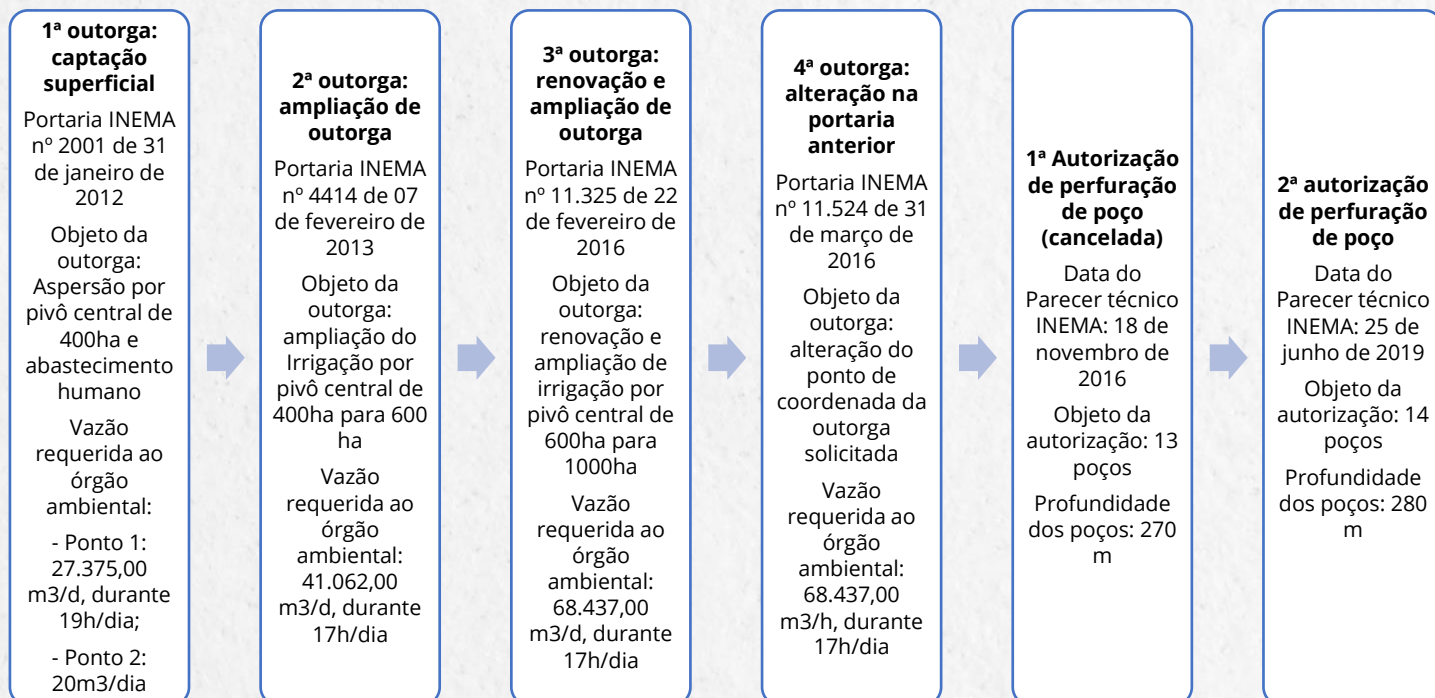 1ª outorga:
captação
superficial
Portaria INEMA
nº 2001 de 31
de janeiro de
2012
Objeto da
outorga:
Aspersão por
pivô central de
400ha e
abastecimento
humano
Vazão
requerida ao
órgão
ambiental:
- Ponto 1:
27.375,00
m3/d, durante
19h/dia;
- Ponto 2:
20m3/dia
2ª outorga:
ampliação de
outorga
Portaria INEMA
nº 4414 de 07
de fevereiro de
2013
Objeto da
outorga:
ampliação do
Irrigação por
pivô central de
400ha para 600
ha
Vazão
requerida ao
órgão
ambiental:
41.062,00
m3/d, durante
17h/dia
3ª outorga:
renovação e
ampliação de
outorga
Portaria INEMA
nº 11.325 de 22
de fevereiro de
2016
Objeto da
outorga:
renovação e
ampliação de
irrigação por
pivô central de
600ha para
1000ha
Vazão
requerida ao
órgão
ambiental:
68.437,00
m3/d, durante
17h/dia
4ª outorga:
alteração na
portaria
anterior
Portaria INEMA
nº 11.524 de 31
de março de
2016
Objeto da
outorga:
alteração do
ponto de
coordenada da
outorga
solicitada
Vazão
requerida ao
órgão
ambiental:
68.437,00
m3/h, durante
17h/dia
1ª Autorização
de perfuração
de poço
(cancelada)
Data do
Parecer técnico
INEMA: 18 de
novembro de
2016
Objeto da
autorização: 13
poços
Profundidade
dos poços: 270
m
2ª autorização
de perfuração
de poço
Data do
Parecer técnico
INEMA: 25 de
junho de 2019
Objeto da
autorização: 14
poços
Profundidade
dos poços: 280
m